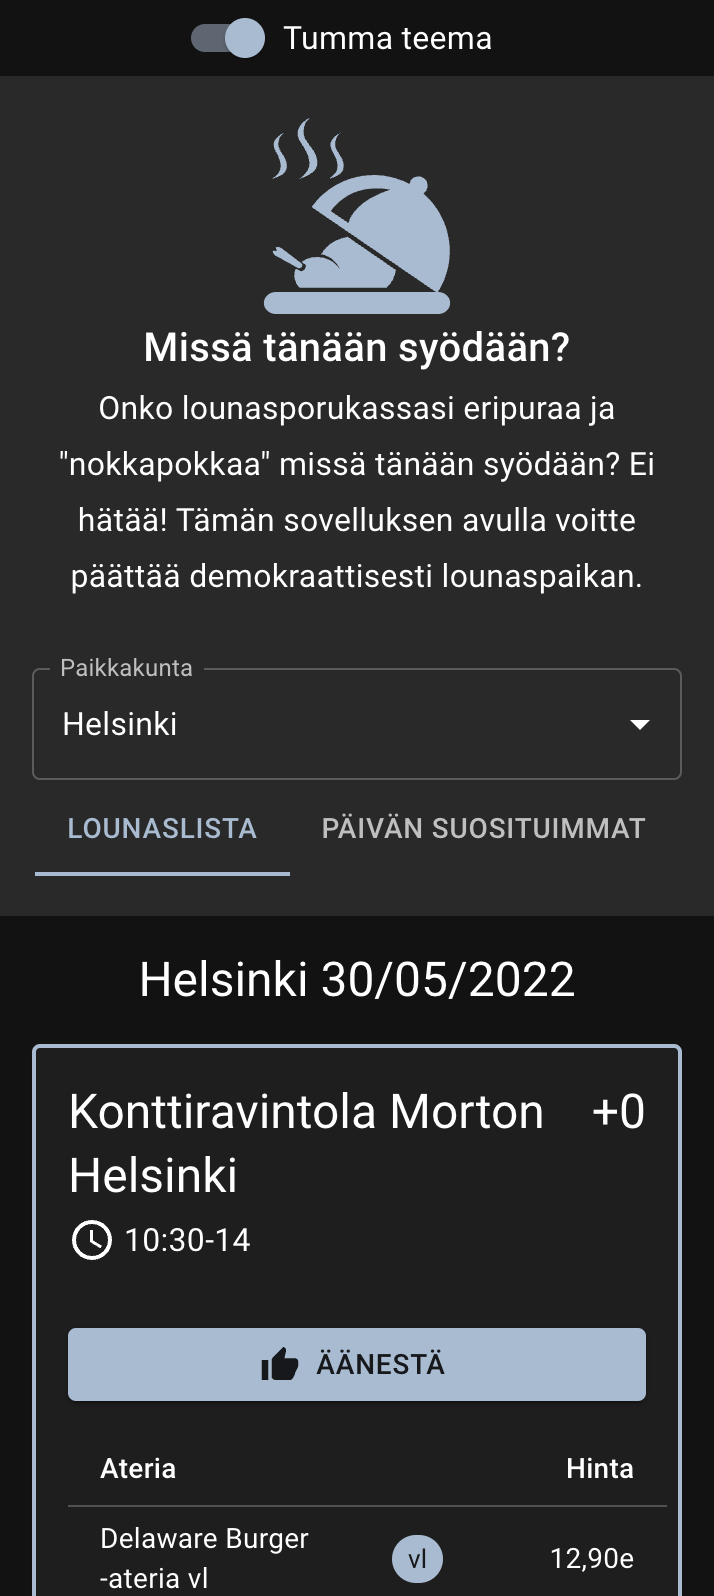 Tumma teema
Missä tänään syödään?
Onko lounasporukassasi eripuraa ja
"nokkapokkaa" missä tänään syödään? Ei
hätää! Tämän sovelluksen avulla voitte
päättää demokraattisesti lounaspaikan.
Paikkakunta
Helsinki
LOUNASLISTA PÄIVÄN SUOSITUIMMAT
Helsinki 30/05/2022
Konttiravintola Morton +0
Helsinki
10:30-14
ÄÄNESTÄ
Ateria Hinta
Delaware Burger
-ateria vl vl 12,90e